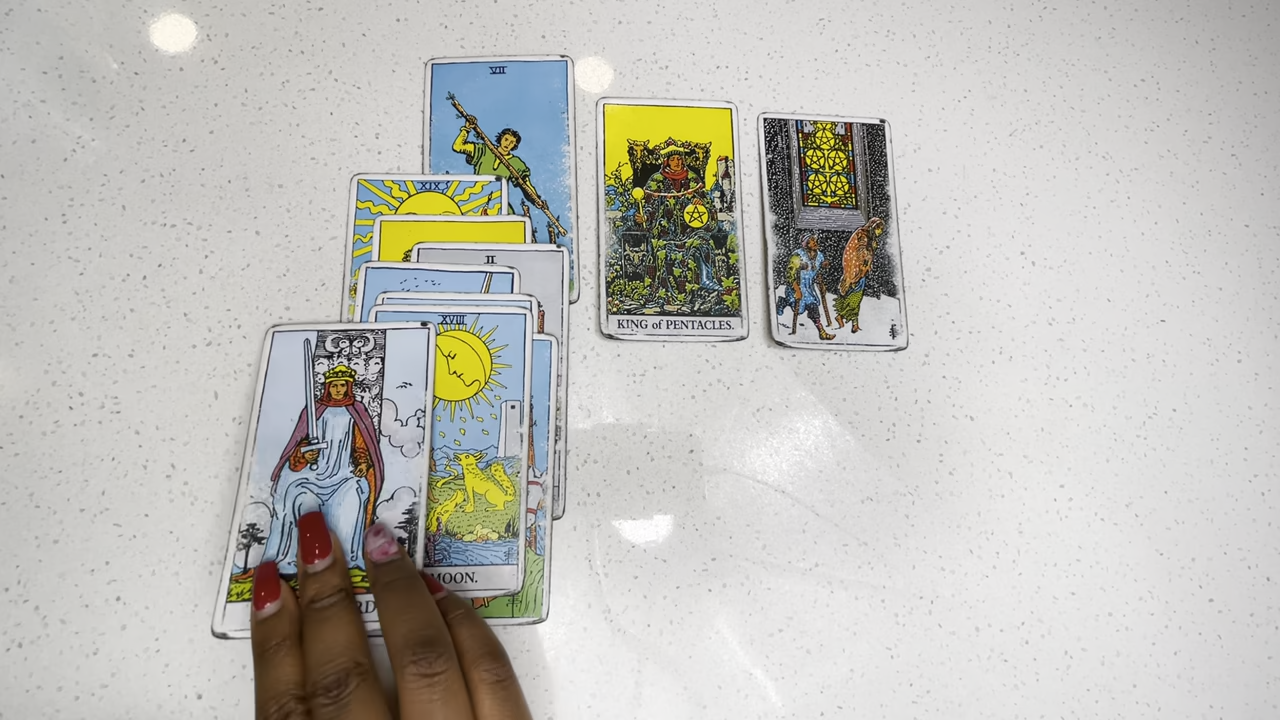 VII
XIX
II
XVIII
KING of PENTACLES.
MOON.